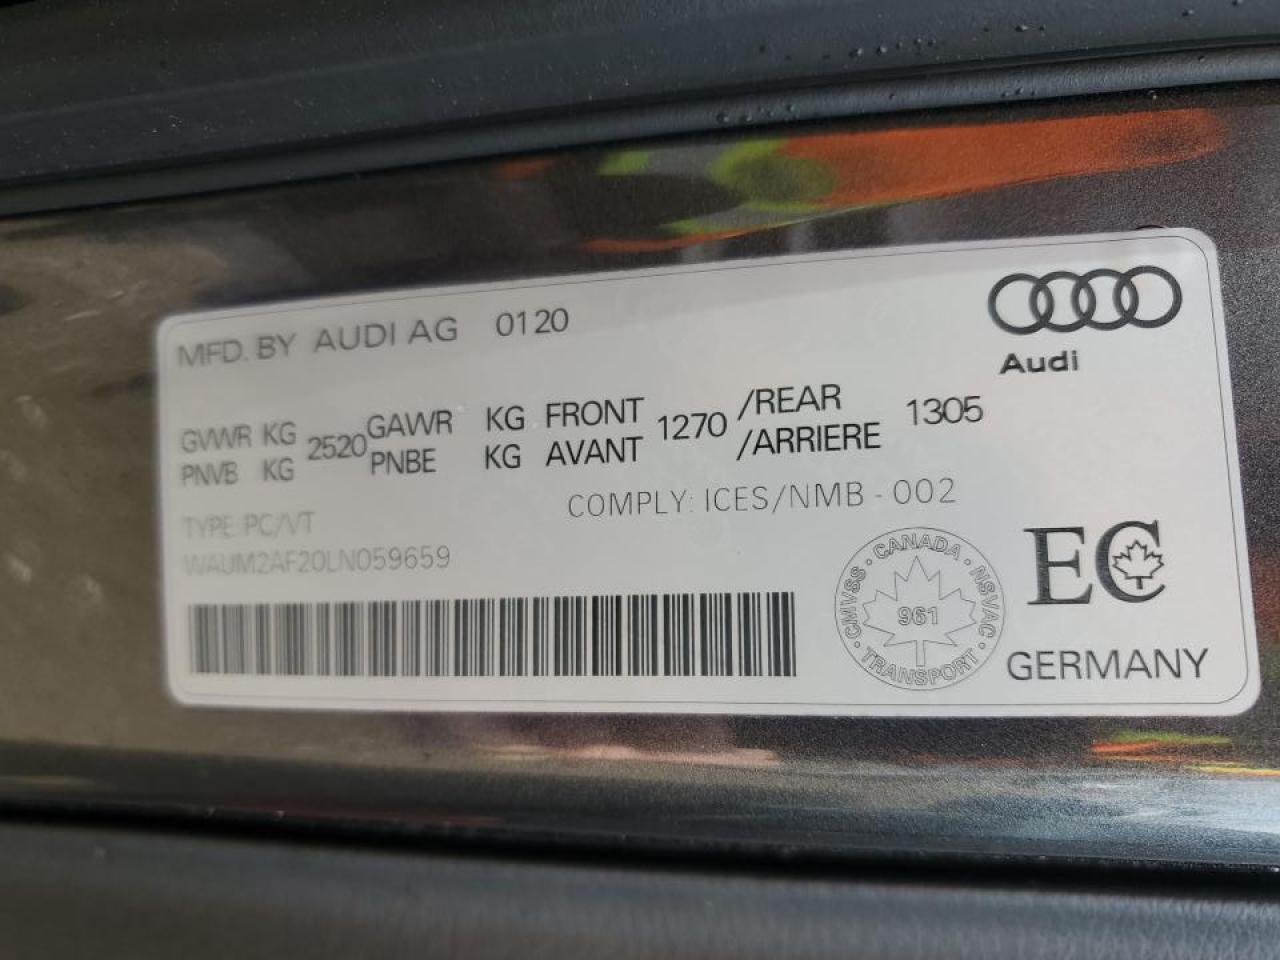 MFD. BY AUDI AG 0120
Audi
GVWR KG 2520 GAWR KG FRONT 1270 /REAR 1305
PNVB KG PNBE KG AVANT /ARRIERE
COMPLY: ICES/NMB - 002
TYPE: PC/VT
WAUM2AF20LN059659
CMVSS · CANADA · NSVAC · TRANSPORT ·
961
EC
GERMANY